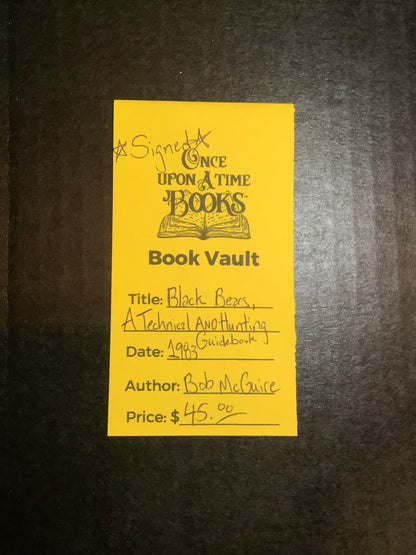 ☆Signed☆
ONCE
UPON A TIME
BOOKS™
Book Vault
Title: Black Bears,
A Technical AND Hunting
Guidebook
Date: 1983
Author: Bob McGuire
Price: $ 45.00